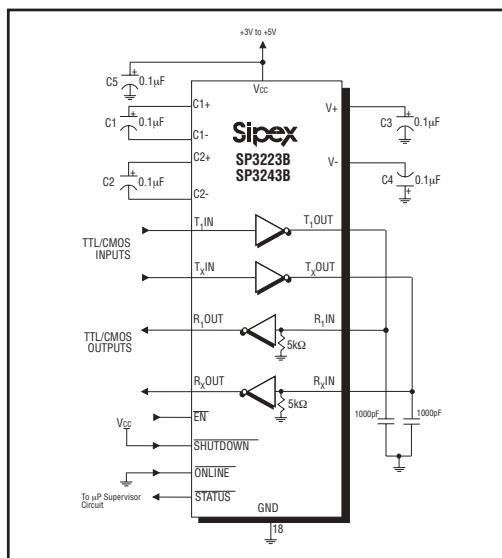 +3V to +5V
VCC
C5 + 0.1μF
C1 + 0.1μF
C1+
C1-
C2 + 0.1μF
C2+
C2-
Sipex
SP3223B
SP3243B
V+
C3 + 0.1μF
V-
C4 0.1μF +
TTL/CMOS
INPUTS
T1IN
T1OUT
TXIN
TXOUT
TTL/CMOS
OUTPUTS
R1OUT
R1IN
5kΩ
RXOUT
RXIN
5kΩ
1000pF
1000pF
EN
VCC
SHUTDOWN
ONLINE
To μP Supervisor
Circuit
STATUS
GND
18